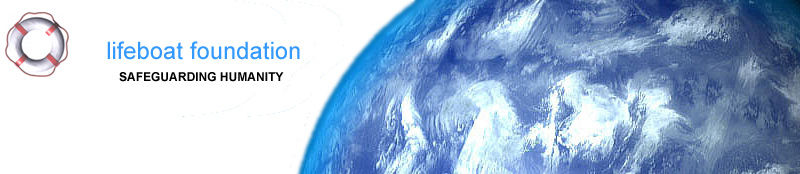 lifeboat foundation
SAFEGUARDING HUMANITY